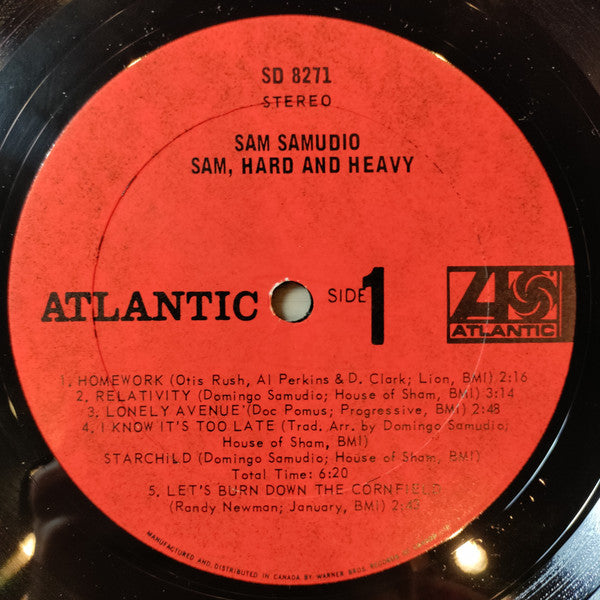 SD 8271
STEREO
SAM SAMUDIO
SAM, HARD AND HEAVY
ATLANTIC
SIDE 1
ATLANTIC
1. HOMEWORK (Otis Rush, Al Perkins & D. Clark; Lion, BMI) 2:16
2. RELATIVITY (Domingo Samudio; House of Sham, BMI) 3:14
3. LONELY AVENUE (Doc Pomus; Progressive, BMI) 2:48
4. I KNOW IT'S TOO LATE (Trad. Arr. by Domingo Samudio;
House of Sham, BMI)
STARCHILD (Domingo Samudio; House of Sham, BMI)
Total Time: 6:20
5. LET'S BURN DOWN THE CORNFIELD
(Randy Newman; January, BMI)
MANUFACTURED AND DISTRIBUTED IN CANADA BY WARNER BROS. RECORDS OF CANADA LTD.